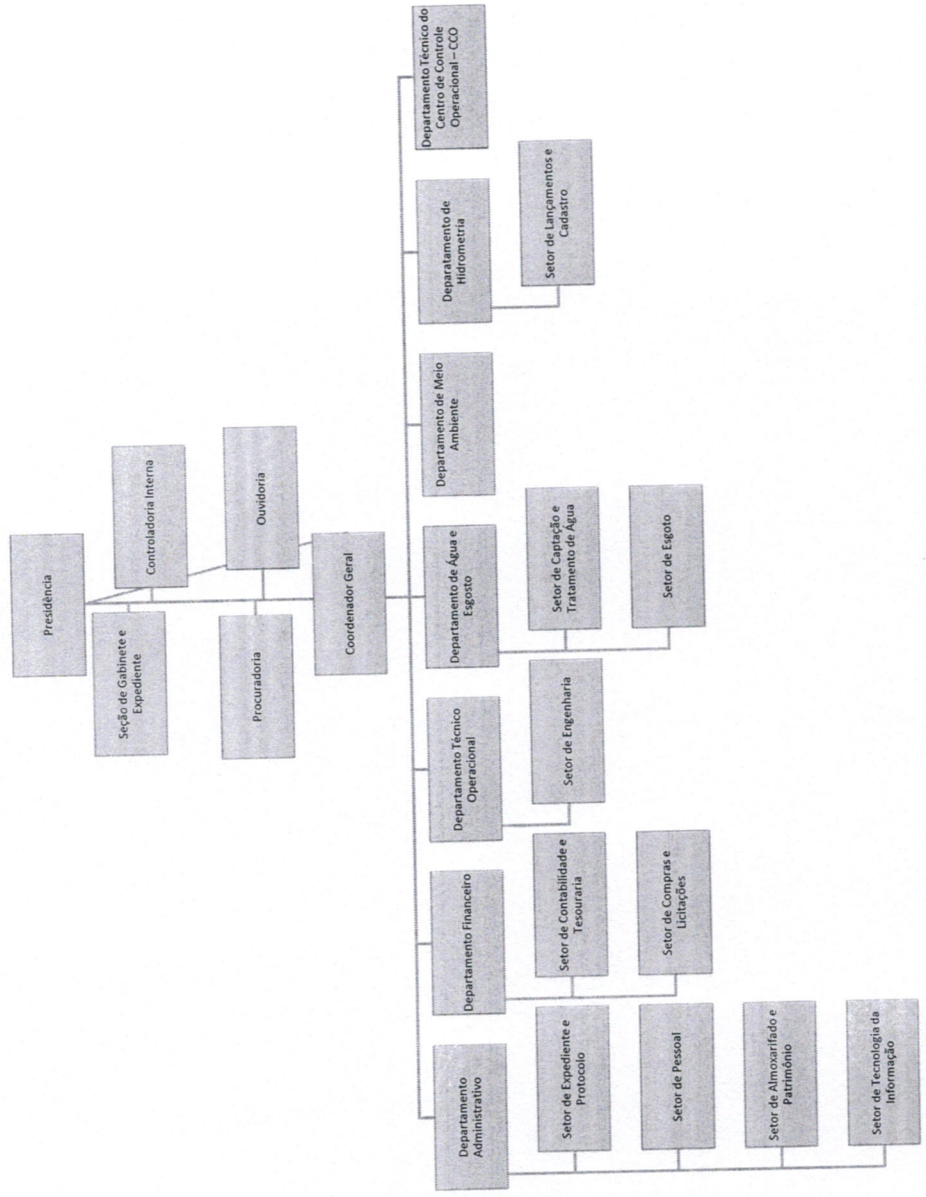 Presidência
Seção de Gabinete e
Expediente
Controladoria Interna
Procuradoria
Ouvidoria
Coordenador Geral
Departamento
Administrativo
Setor de Expediente e
Protocolo
Setor de Pessoal
Setor de Almoxarifado e
Patrimônio
Setor de Tecnologia da
Informação
Departamento Financeiro
Setor de Contabilidade e
Tesouraria
Setor de Compras e
Licitações
Departamento Técnico
Operacional
Setor de Engenharia
Departamento de Água e
Esgosto
Setor de Captação e
Tratamento de Água
Setor de Esgoto
Departamento de Meio
Ambiente
Deparatamento de
Hidrometria
Setor de Lançamentos e
Cadastro
Departamento Técnico do
Centro de Controle
Operacional – CCO